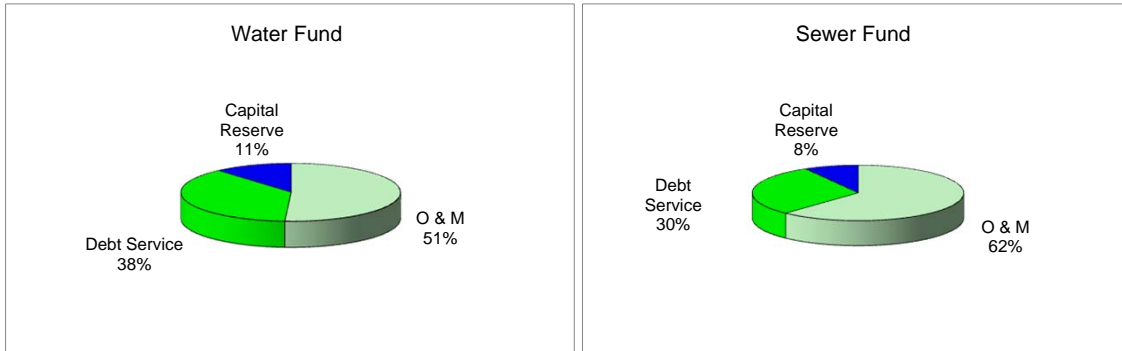 Water Fund
Capital
Reserve
11%
O & M
51%
Debt Service
38%
Sewer Fund
Capital
Reserve
8%
Debt
Service
30%
O & M
62%